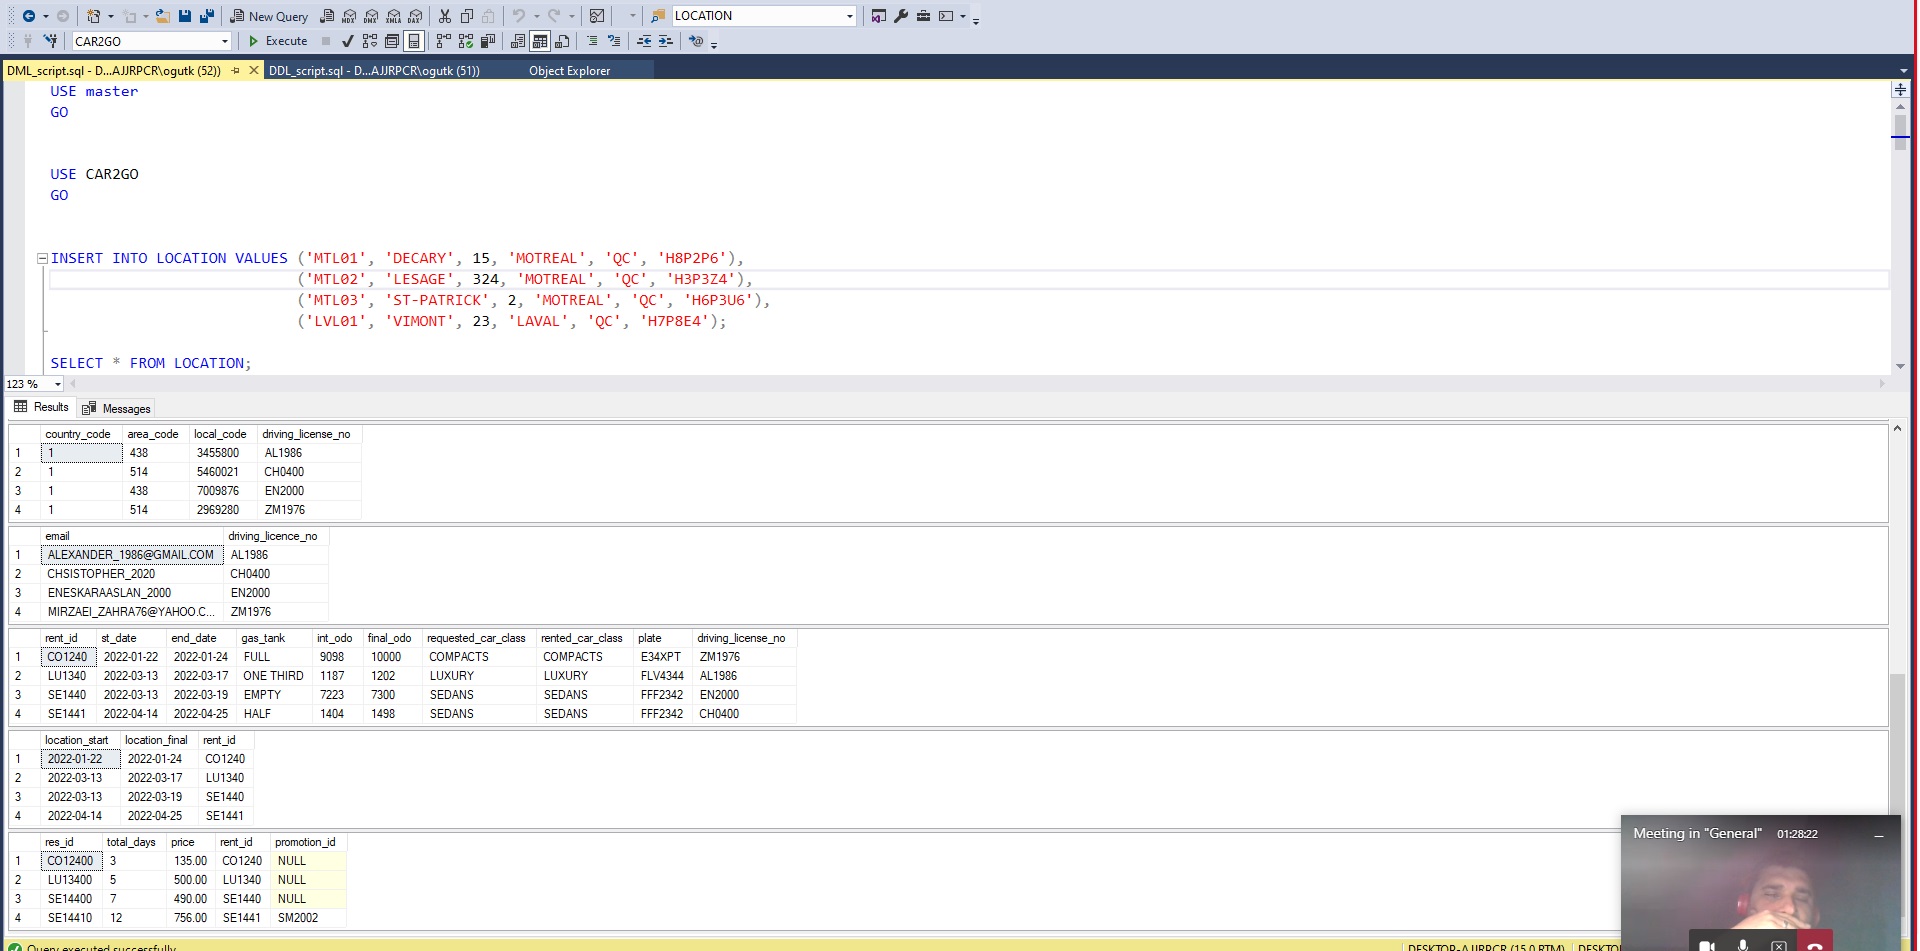 New Query MDX DMX XMLA DAX LOCATION
CAR2GO Execute
DML_script.sql - D...AJJRPCR\ogutk (52)) DDL_script.sql - D...AJJRPCR\ogutk (51)) Object Explorer
USE master
GO
USE CAR2GO
GO
INSERT INTO LOCATION VALUES ('MTL01', 'DECARY', 15, 'MOTREAL', 'QC', 'H8P2P6'),
('MTL02', 'LESAGE', 324, 'MOTREAL', 'QC', 'H3P3Z4'),
('MTL03', 'ST-PATRICK', 2, 'MOTREAL', 'QC', 'H6P3U6'),
('LVL01', 'VIMONT', 23, 'LAVAL', 'QC', 'H7P8E4');
SELECT * FROM LOCATION;
123 %
Results Messages
country_code area_code local_code driving_license_no
1 1 438 3455800 AL1986
2 1 514 5460021 CH0400
3 1 438 7009876 EN2000
4 1 514 2969280 ZM1976
email driving_licence_no
1 ALEXANDER_1986@GMAIL.COM AL1986
2 CHSISTOPHER_2020 CH0400
3 ENESKARAASLAN_2000 EN2000
4 MIRZAEI_ZAHRA76@YAHOO.C... ZM1976
rent_id st_date end_date gas_tank int_odo final_odo requested_car_class rented_car_class plate driving_license_no
1 CO1240 2022-01-22 2022-01-24 FULL 9098 10000 COMPACTS COMPACTS E34XPT ZM1976
2 LU1340 2022-03-13 2022-03-17 ONE THIRD 1187 1202 LUXURY LUXURY FLV4344 AL1986
3 SE1440 2022-03-13 2022-03-19 EMPTY 7223 7300 SEDANS SEDANS FFF2342 EN2000
4 SE1441 2022-04-14 2022-04-25 HALF 1404 1498 SEDANS SEDANS FFF2342 CH0400
location_start location_final rent_id
1 2022-01-22 2022-01-24 CO1240
2 2022-03-13 2022-03-17 LU1340
3 2022-03-13 2022-03-19 SE1440
4 2022-04-14 2022-04-25 SE1441
res_id total_days price rent_id promotion_id
1 CO12400 3 135.00 CO1240 NULL
2 LU13400 5 500.00 LU1340 NULL
3 SE14400 7 490.00 SE1440 NULL
4 SE14410 12 756.00 SE1441 SM2002
Meeting in "General" 01:28:22
Query executed successfully DESKTOP-AJJRPCR (15.0 RTM) DESKTO